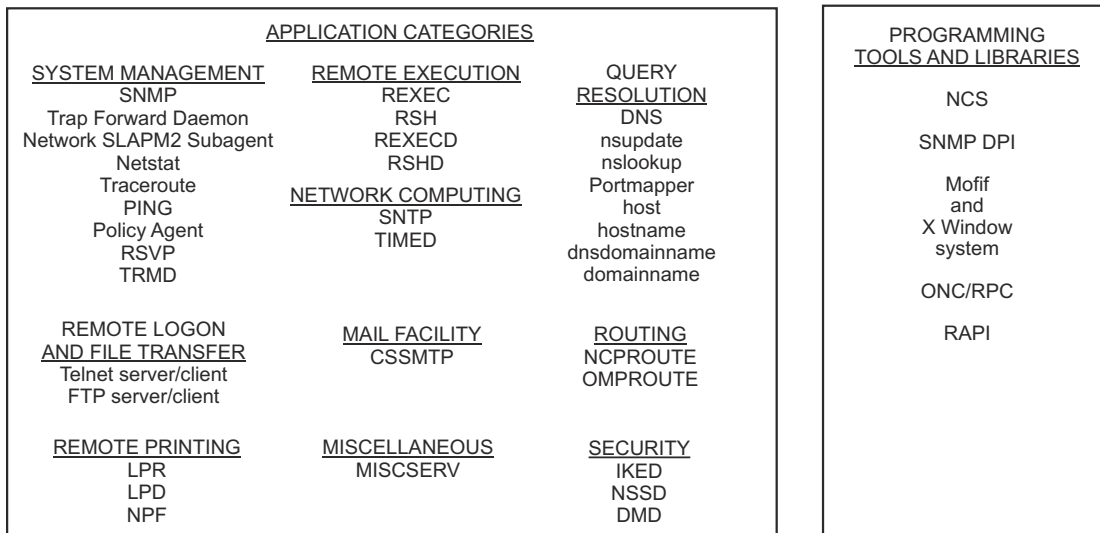 APPLICATION CATEGORIES
SYSTEM MANAGEMENT
SNMP
Trap Forward Daemon
Network SLAPM2 Subagent
Netstat
Traceroute
PING
Policy Agent
RSVP
TRMD
REMOTE EXECUTION
REXEC
RSH
REXECD
RSHD
NETWORK COMPUTING
SNTP
TIMED
QUERY
RESOLUTION
DNS
nsupdate
nslookup
Portmapper
host
hostname
dnsdomainname
domainname
REMOTE LOGON
AND FILE TRANSFER
Telnet server/client
FTP server/client
MAIL FACILITY
CSSMTP
ROUTING
NCPROUTE
OMPROUTE
REMOTE PRINTING
LPR
LPD
NPF
MISCELLANEOUS
MISCSERV
SECURITY
IKED
NSSD
DMD
PROGRAMMING
TOOLS AND LIBRARIES
NCS
SNMP DPI
Mofif
and
X Window
system
ONC/RPC
RAPI